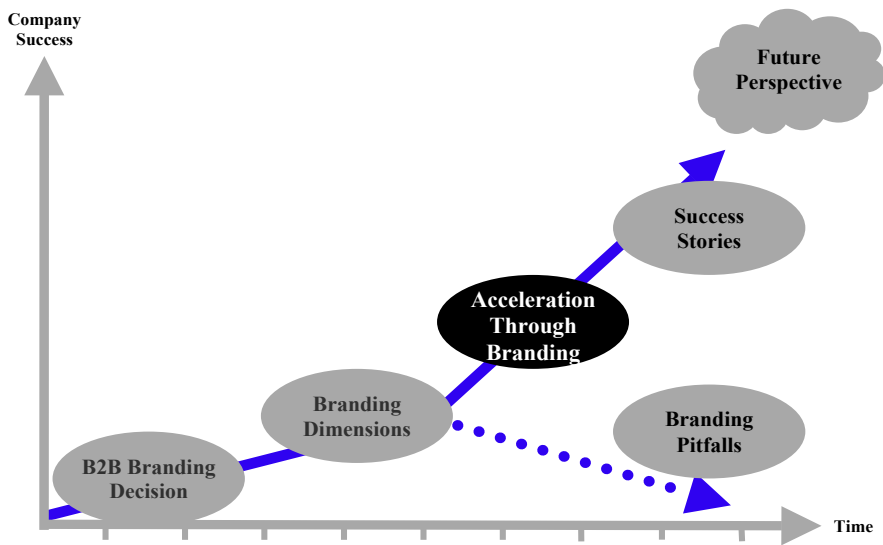 Company
Success
Future
Perspective
Success
Stories
Acceleration
Through
Branding
Branding
Dimensions
Branding
Pitfalls
B2B Branding
Decision
Time